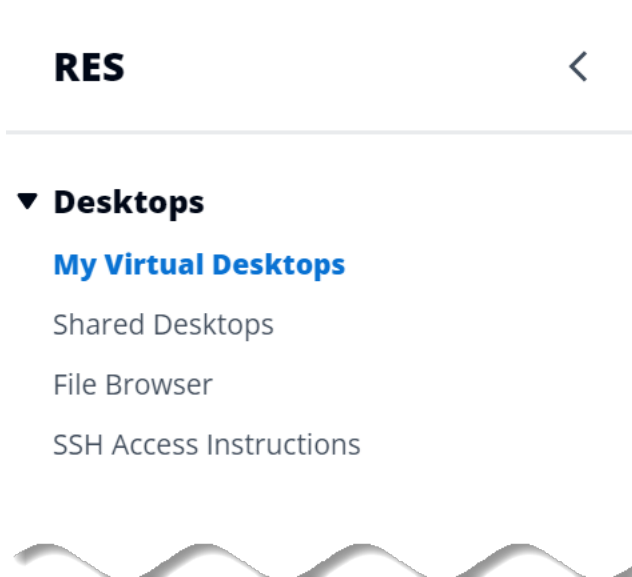 RES
Desktops
My Virtual Desktops
Shared Desktops
File Browser
SSH Access Instructions